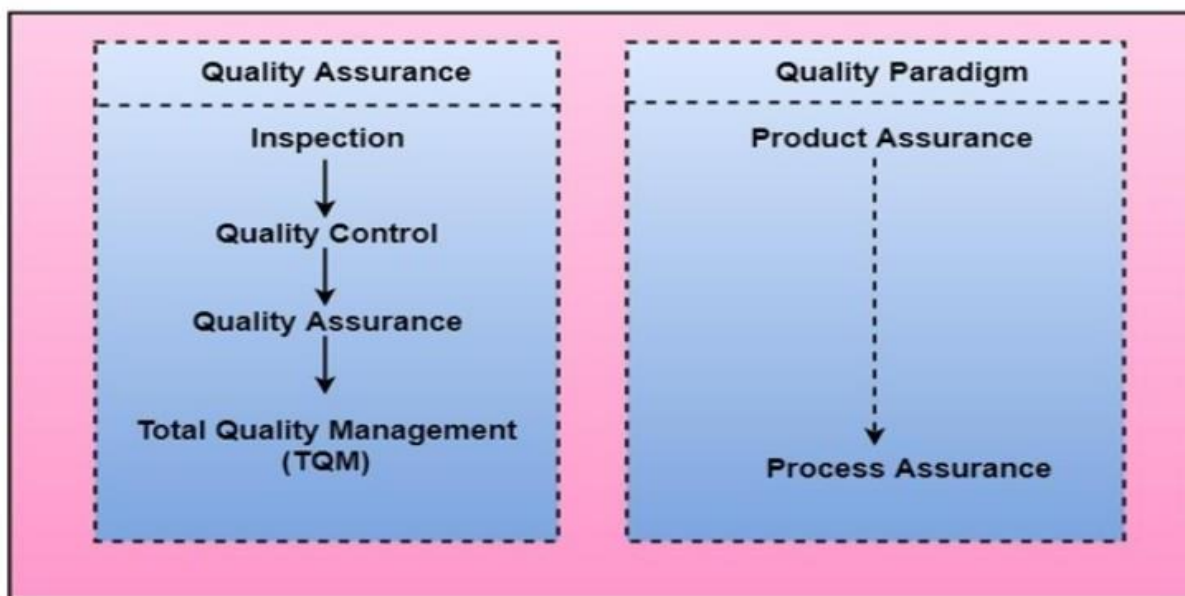 Quality Assurance
Inspection
Quality Control
Quality Assurance
Total Quality Management
(TQM)
Quality Paradigm
Product Assurance
Process Assurance